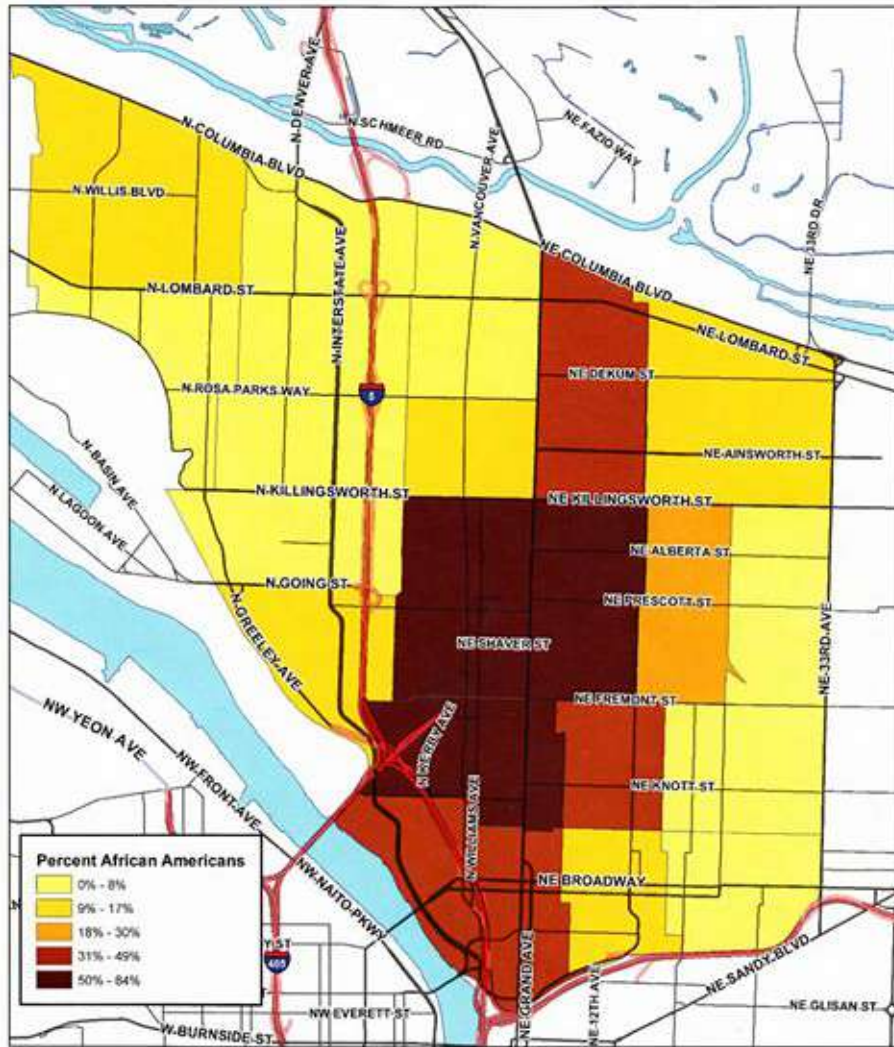 N DENVER AVE
N SCHMEER RD
NE FAZIO WAY
N COLUMBIA BLVD
N VANCOUVER AVE
N WILLIS BLVD
NE 33RD DR
N INTERSTATE AVE
NE COLUMBIA BLVD
N LOMBARD ST
NE LOMBARD ST
NE DEKUM ST
N ROSA PARKS WAY
5
N BASIN AVE
NE AINSWORTH ST
N LAGOON AVE
N KILLINGSWORTH ST
NE KILLINGSWORTH ST
NE ALBERTA ST
N GOING ST
NE PRESCOTT ST
N GREELEY AVE
NE SHAVER ST
NE 33RD AVE
NE FREMONT ST
NW YEON AVE
N KERBY AVE
NW FRONT AVE
NE KNOTT ST
N WILLIAMS AVE
Percent African Americans
0% - 8%
9% - 17%
18% - 30%
31% - 49%
50% - 84%
NW NAITO PKWY
NE BROADWAY
Y ST
405
NE GRAND AVE
NE SANDY BLVD
NE 12TH AVE
NW EVERETT ST
NE GLISAN ST
W BURNSIDE ST